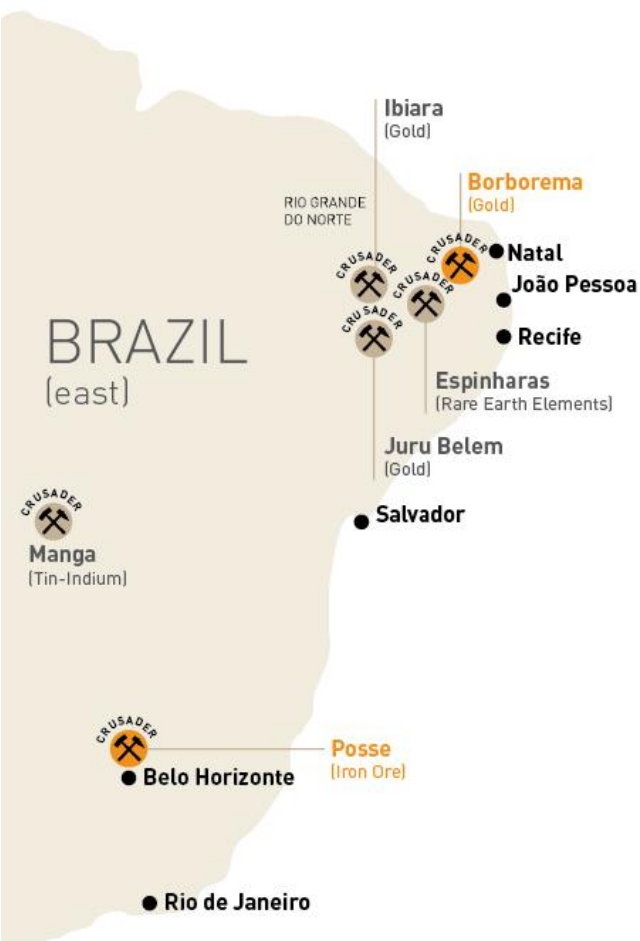 Ibiara
(Gold)
Borborema
(Gold)
RIO GRANDE
DO NORTE
CRUSADER
Natal
CRUSADER
CRUSADER
João Pessoa
CRUSADER
Recife
BRAZIL
(east)
Espinharas
(Rare Earth Elements)
Juru Belem
(Gold)
CRUSADER
Salvador
Manga
(Tin-Indium)
CRUSADER
Posse
(Iron Ore)
Belo Horizonte
Rio de Janeiro